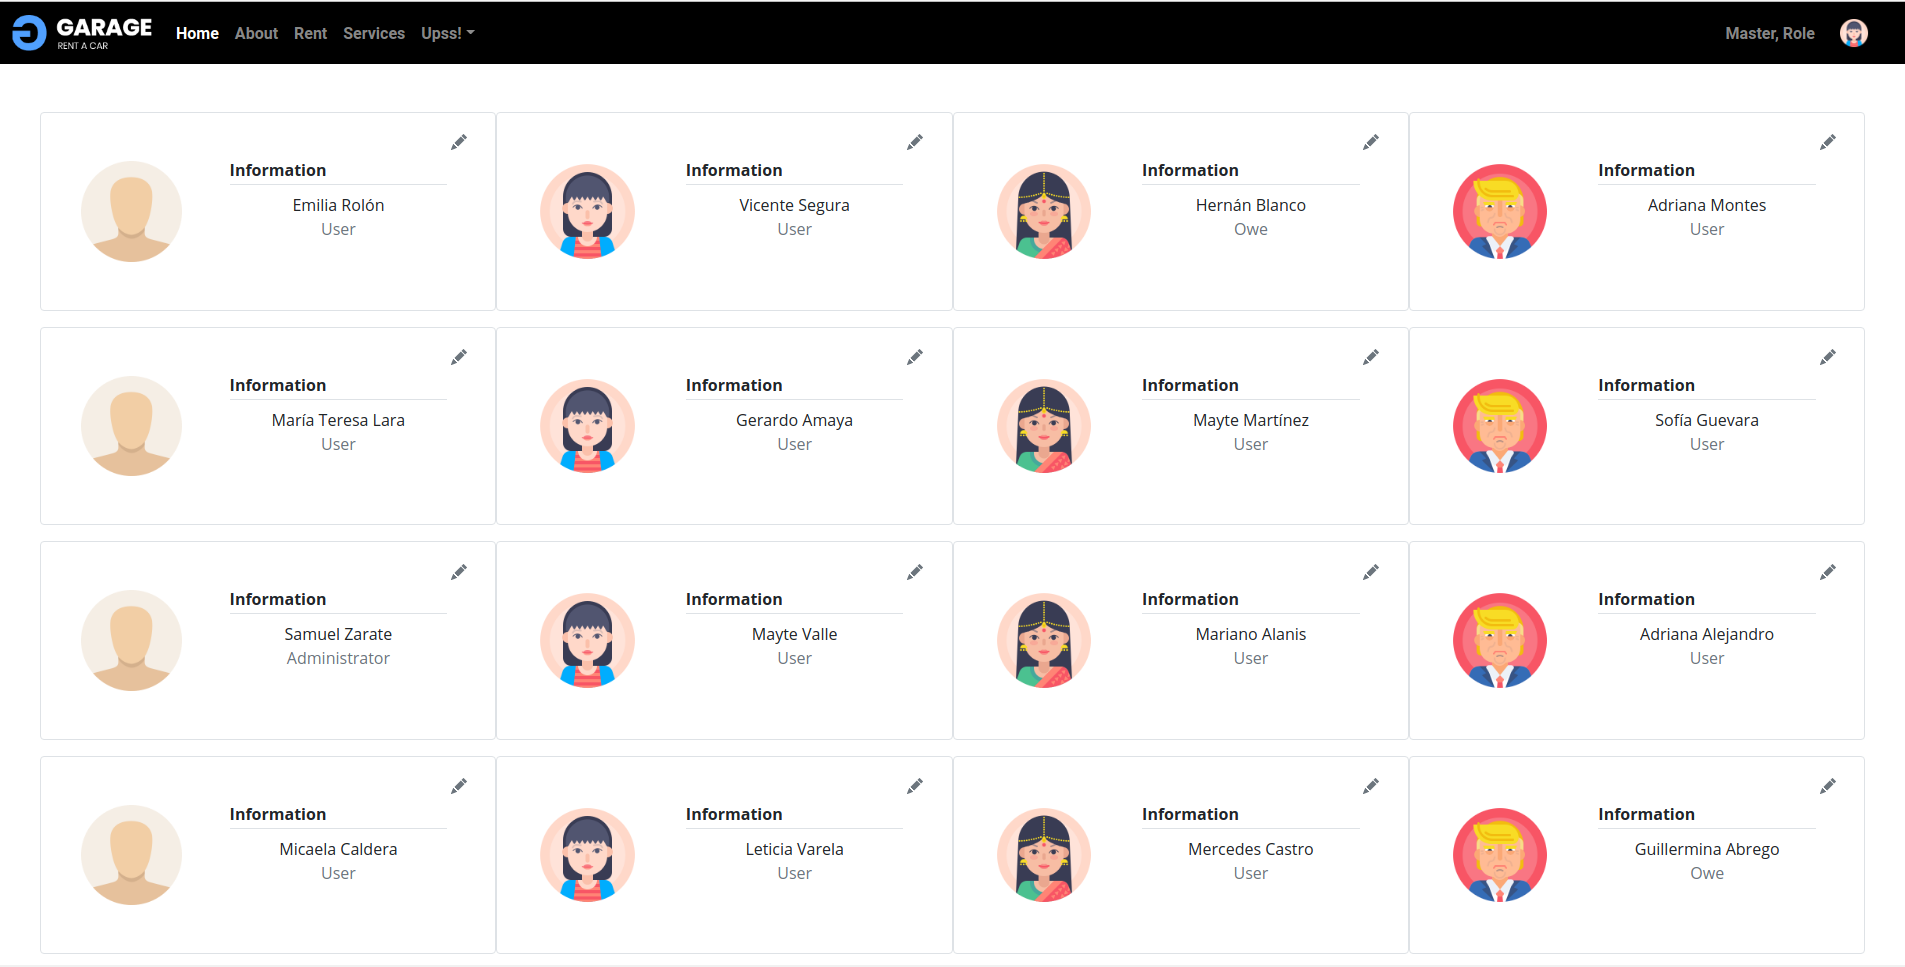 GARAGE
RENT A CAR
Home About Rent Services Upss!
Master, Role
Information
Emilia Rolón
User
Information
Vicente Segura
User
Information
Hernán Blanco
Owe
Information
Adriana Montes
User
Information
María Teresa Lara
User
Information
Gerardo Amaya
User
Information
Mayte Martínez
User
Information
Sofía Guevara
User
Information
Samuel Zarate
Administrator
Information
Mayte Valle
User
Information
Mariano Alanis
User
Information
Adriana Alejandro
User
Information
Micaela Caldera
User
Information
Leticia Varela
User
Information
Mercedes Castro
User
Information
Guillermina Abrego
Owe